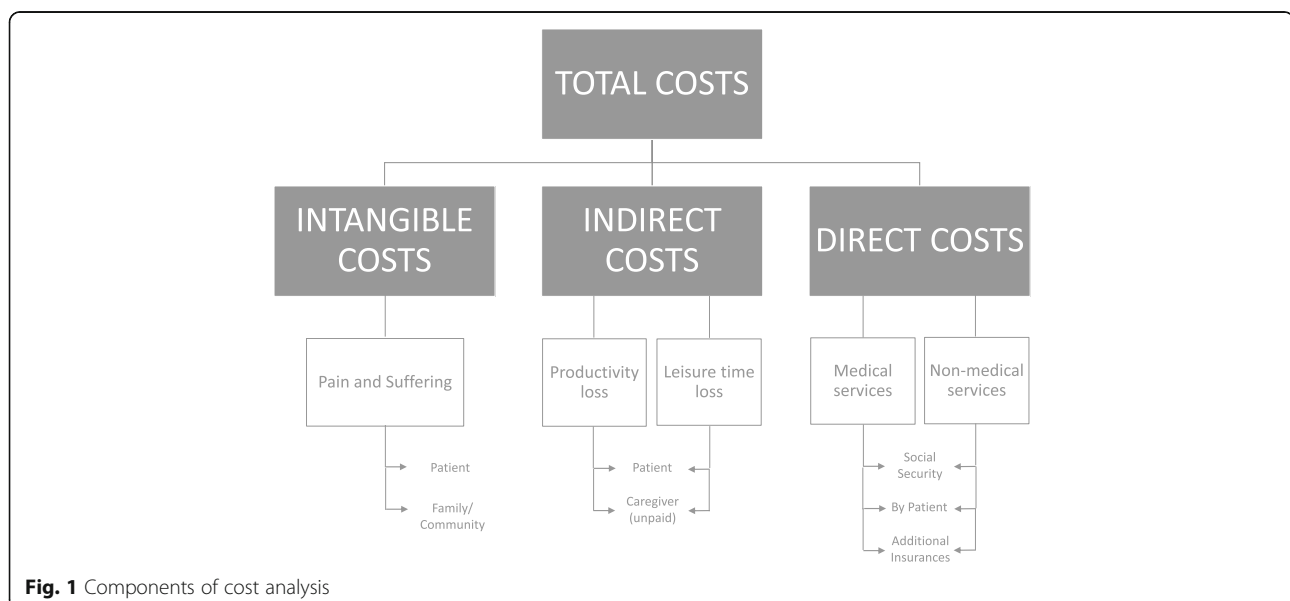 TOTAL COSTS
INTANGIBLE
COSTS
INDIRECT
COSTS
DIRECT COSTS
Pain and Suffering
Productivity
loss
Leisure time
loss
Medical
services
Non-medical
services
Patient
Family/
Community
Patient
Caregiver
(unpaid)
Social
Security
By Patient
Additional
Insurances
Fig. 1 Components of cost analysis